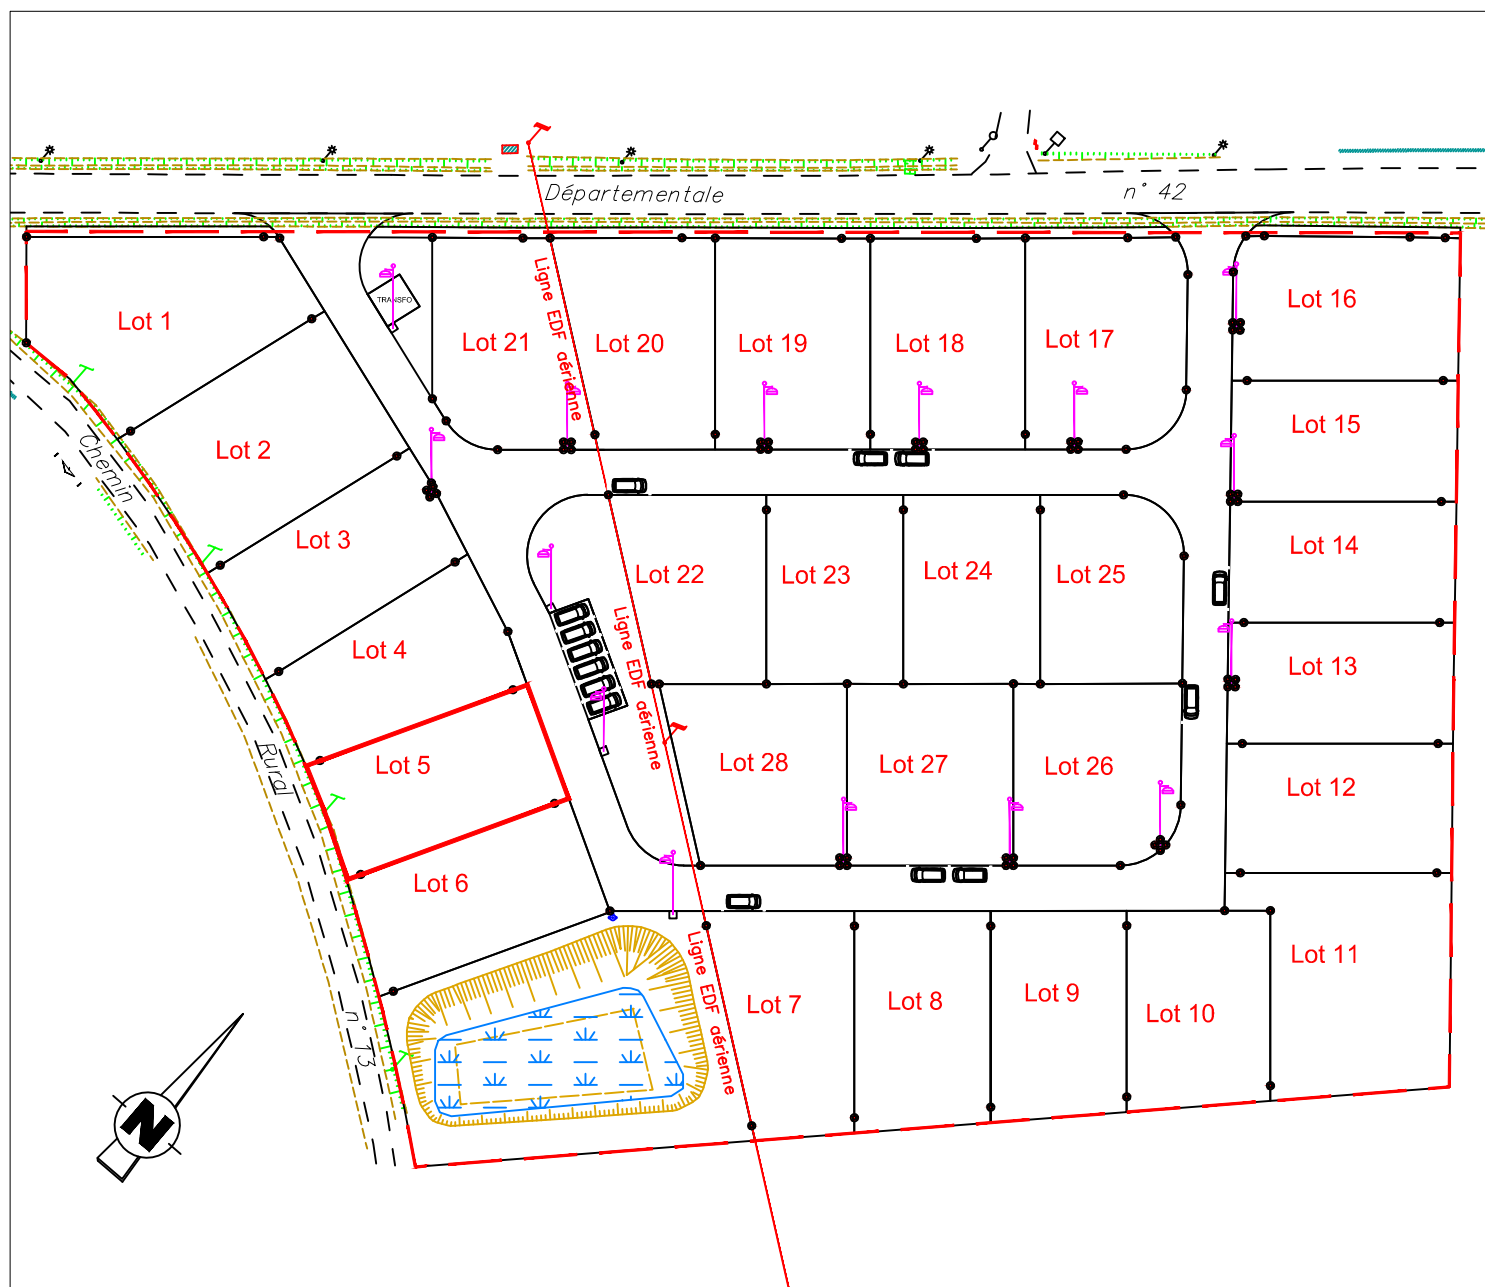 Départementale
n° 42
Ligne EDF aérienne
TRANSFO
Lot 1
Lot 21
Lot 20
Lot 19
Lot 18
Lot 17
Lot 16
Lot 2
Lot 15
Chemin
Lot 3
Lot 14
Lot 22
Lot 23
Lot 24
Lot 25
Ligne EDF aérienne
Lot 4
Lot 13
Rural
Lot 5
Lot 28
Lot 27
Lot 26
Lot 12
Lot 6
Ligne EDF aérienne
Lot 7
Lot 8
Lot 9
Lot 10
Lot 11
n° 13
N